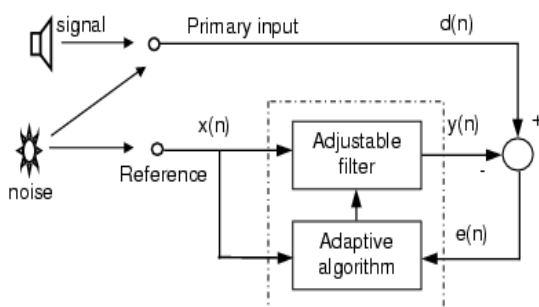 signal
Primary input
d(n)
x(n)
y(n)
+
Adjustable
filter
-
noise
Reference
Adaptive
algorithm
e(n)